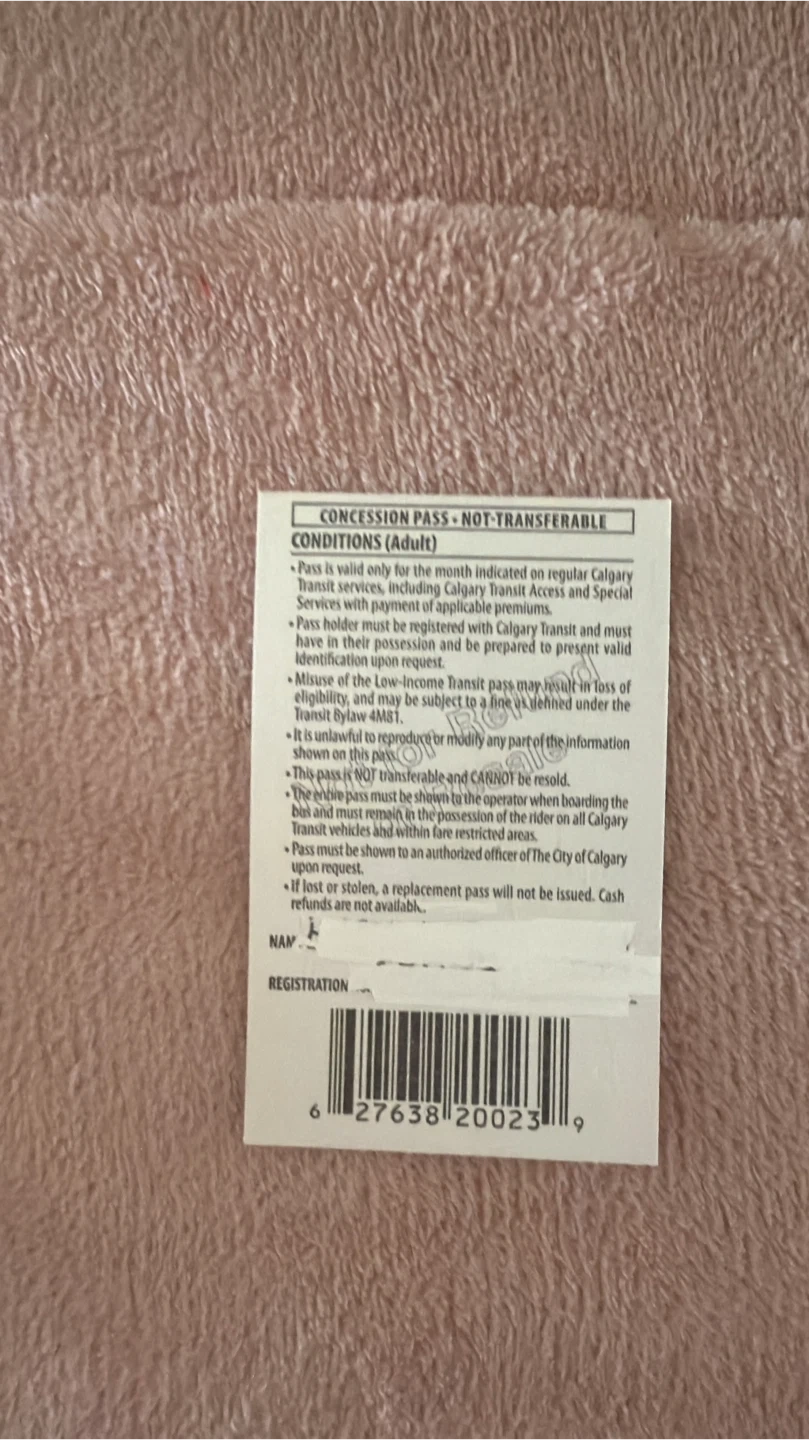 CONCESSION PASS • NOT-TRANSFERABLE
CONDITIONS (Adult)
• Pass is valid only for the month indicated on regular Calgary
Transit services, including Calgary Transit Access and Special
Services with payment of applicable premiums.
• Pass holder must be registered with Calgary Transit and must
have in their possession and be prepared to present valid
identification upon request.
• Misuse of the Low-Income Transit pass may result in loss of
eligibility, and may be subject to a fine as defined under the
Transit Bylaw 4M81.
• It is unlawful to reproduce or modify any part of the information
shown on this pass.
• This pass is NOT transferable and CANNOT be resold.
• The entire pass must be shown to the operator when boarding the
bus and must remain in the possession of the rider on all Calgary
Transit vehicles and within fare restricted areas.
• Pass must be shown to an authorized officer of The City of Calgary
upon request.
• If lost or stolen, a replacement pass will not be issued. Cash
refunds are not available.
NAM
REGISTRATION
6 27638 20023 9